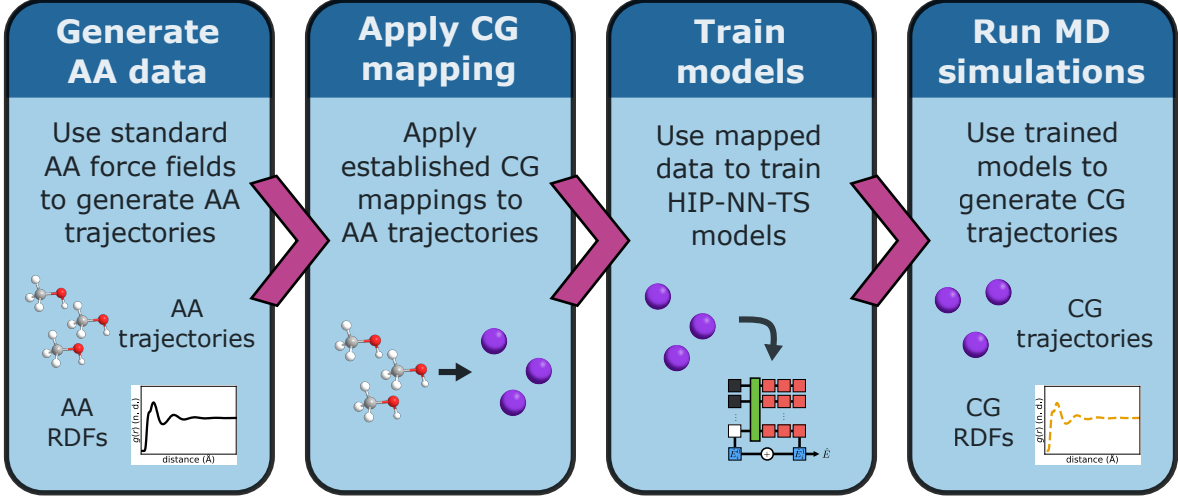 Generate
AA data
Use standard
AA force fields
to generate AA
trajectories
AA
trajectories
AA
RDFs
g(r) (n. d.)
distance (Å)
Apply CG
mapping
Apply
established CG
mappings to
AA trajectories
Train
models
Use mapped
data to train
HIP-NN-TS
models
+
Ê
Run MD
simulations
Use trained
models to
generate CG
trajectories
CG
trajectories
CG
RDFs
g(r) (n. d.)
distance (Å)